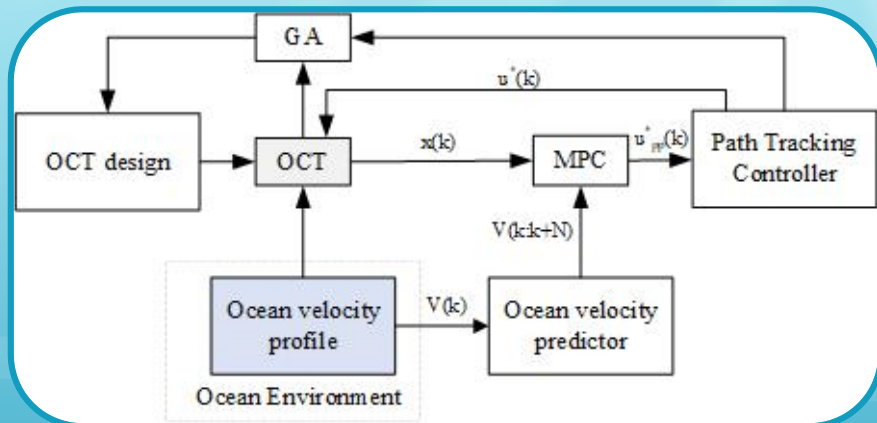 GA
u*(k)
OCT design
OCT
x(k)
MPC
u*pp(k)
Path Tracking
Controller
V(k:k+N)
Ocean velocity
profile
V(k)
Ocean velocity
predictor
Ocean Environment